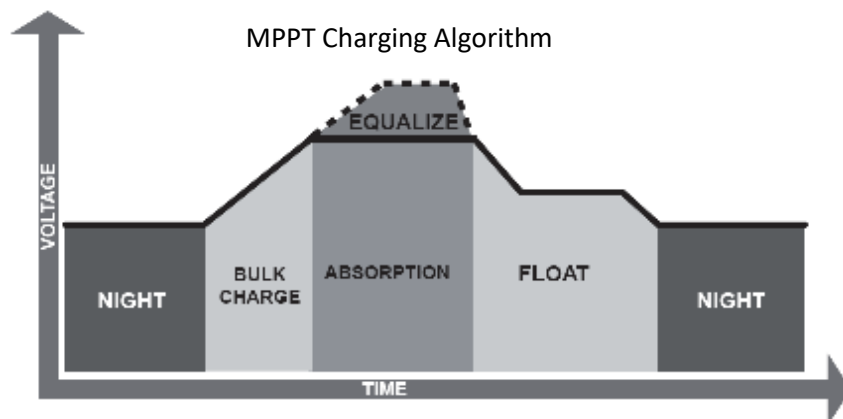 MPPT Charging Algorithm
EQUALIZE
VOLTAGE
NIGHT
BULK
CHARGE
ABSORPTION
FLOAT
NIGHT
TIME